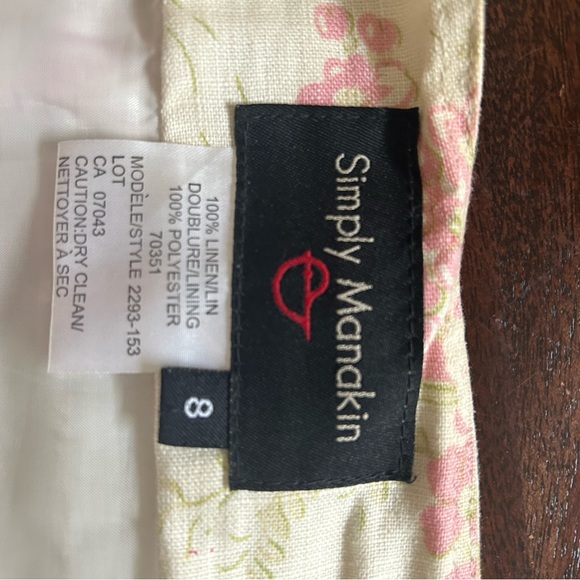 Simply Manakin
8
100% LINEN/LIN
DOUBLURE/LINING
100% POLYESTER
70351
MODÈLE/STYLE 2293-153
LOT
CA 07043
CAUTION:DRY CLEAN/
NETTOYER À SEC